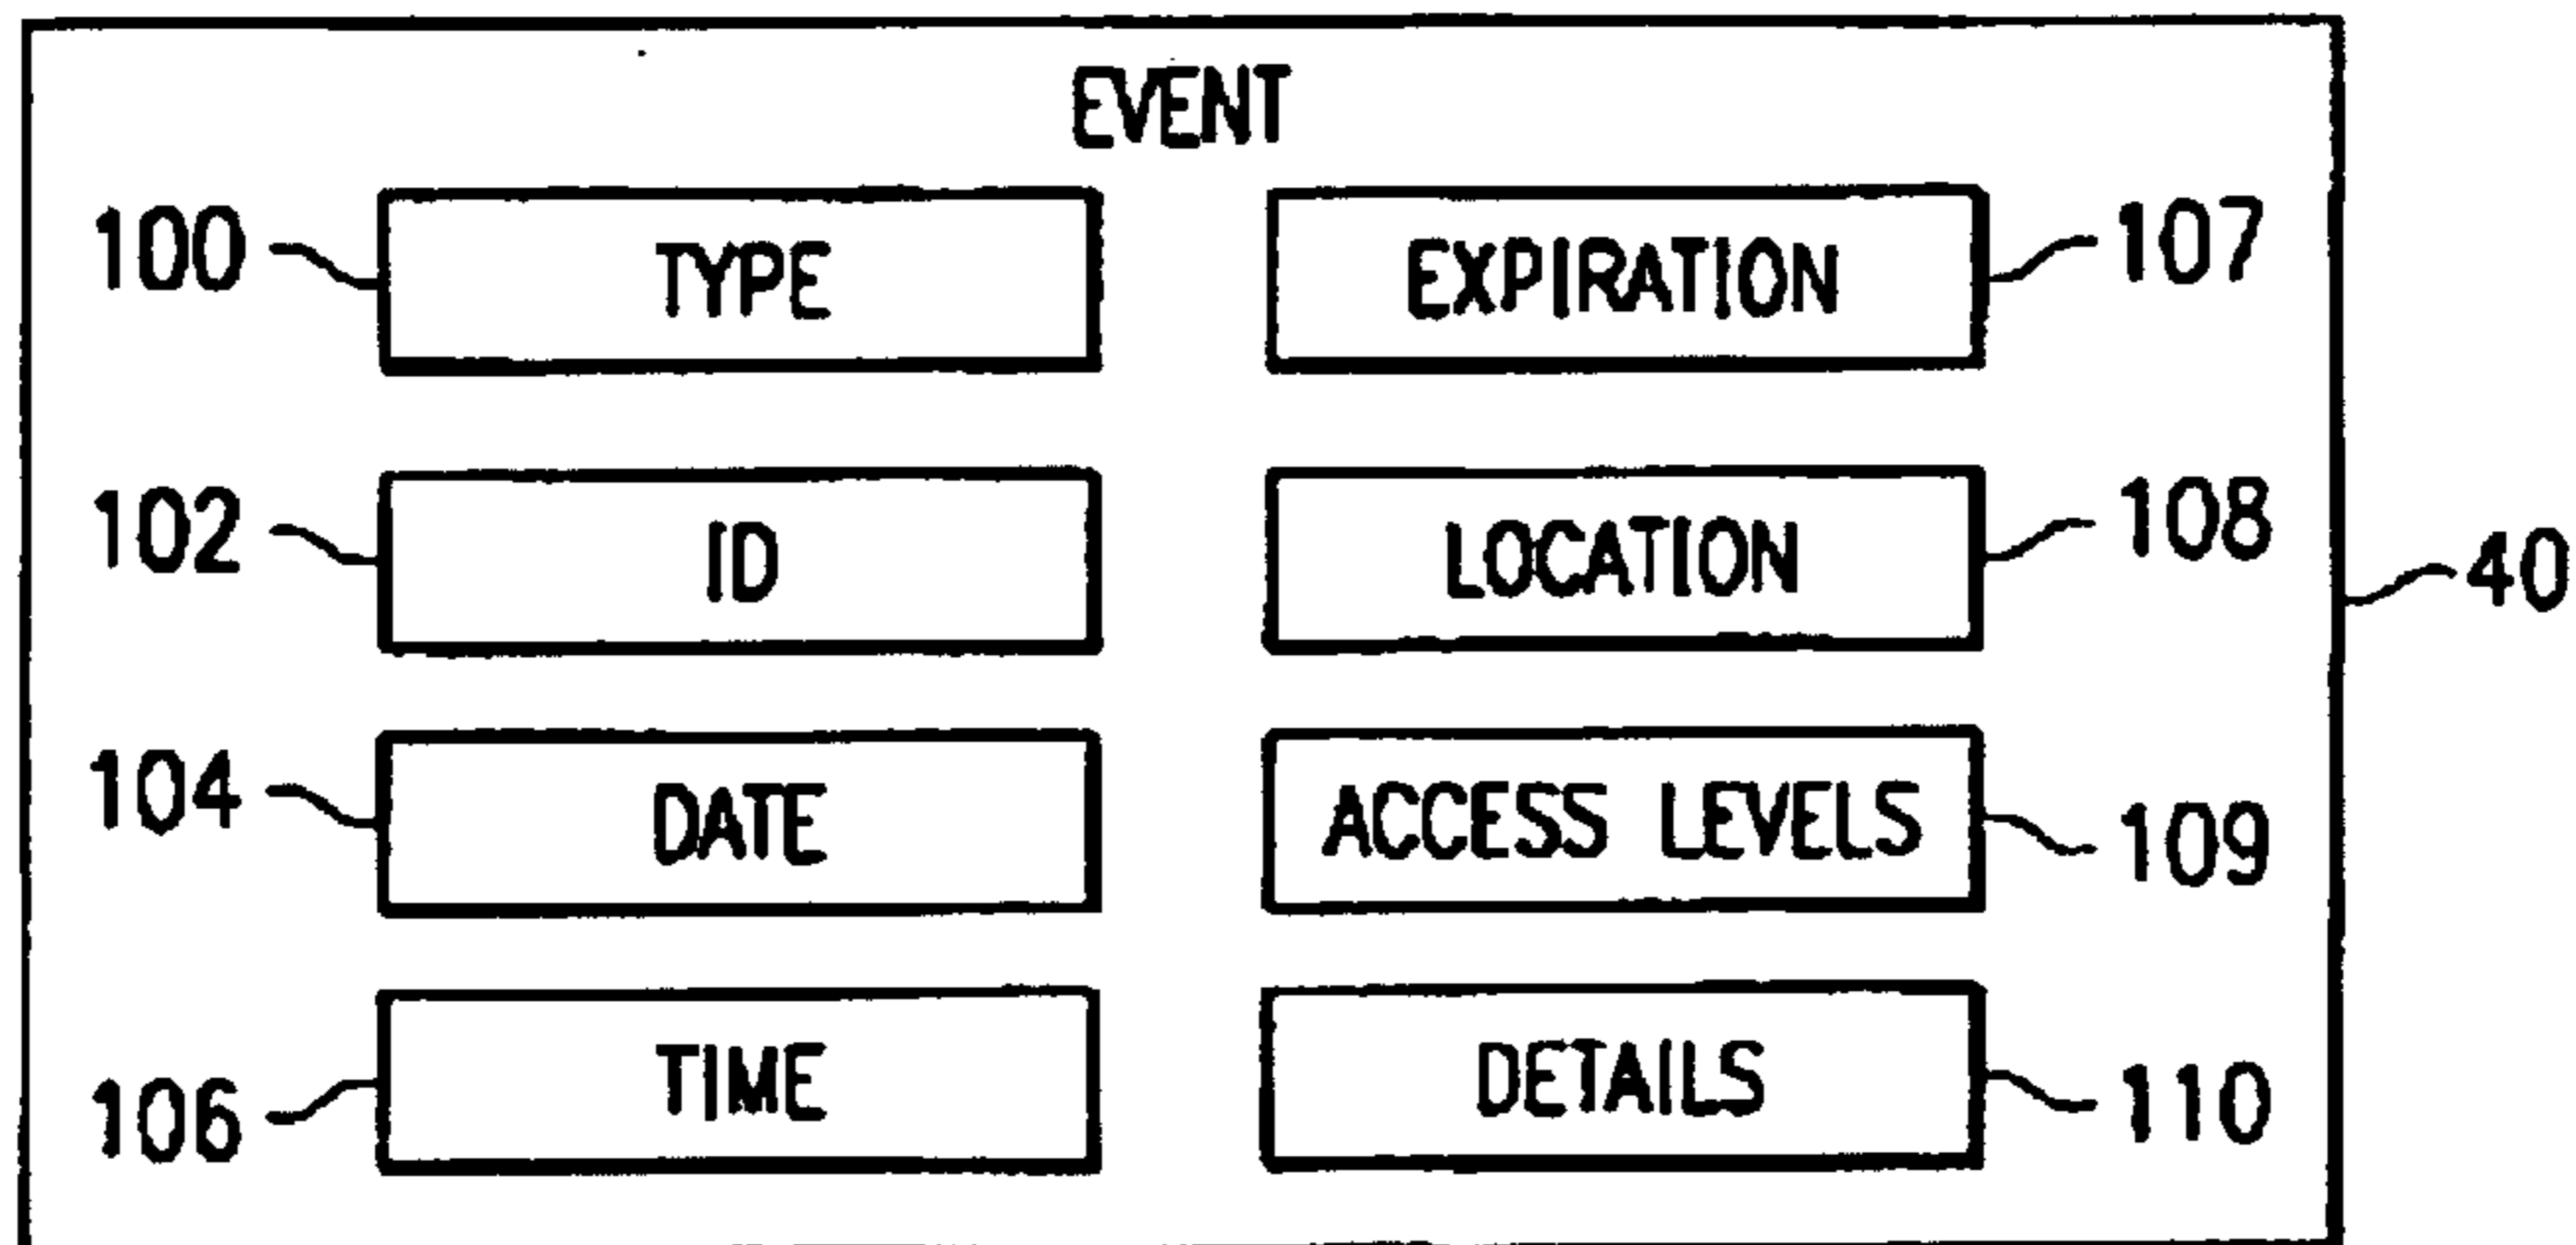 EVENT
100 TYPE EXPIRATION 107
102 ID LOCATION 108
40
104 DATE ACCESS LEVELS 109
106 TIME DETAILS 110